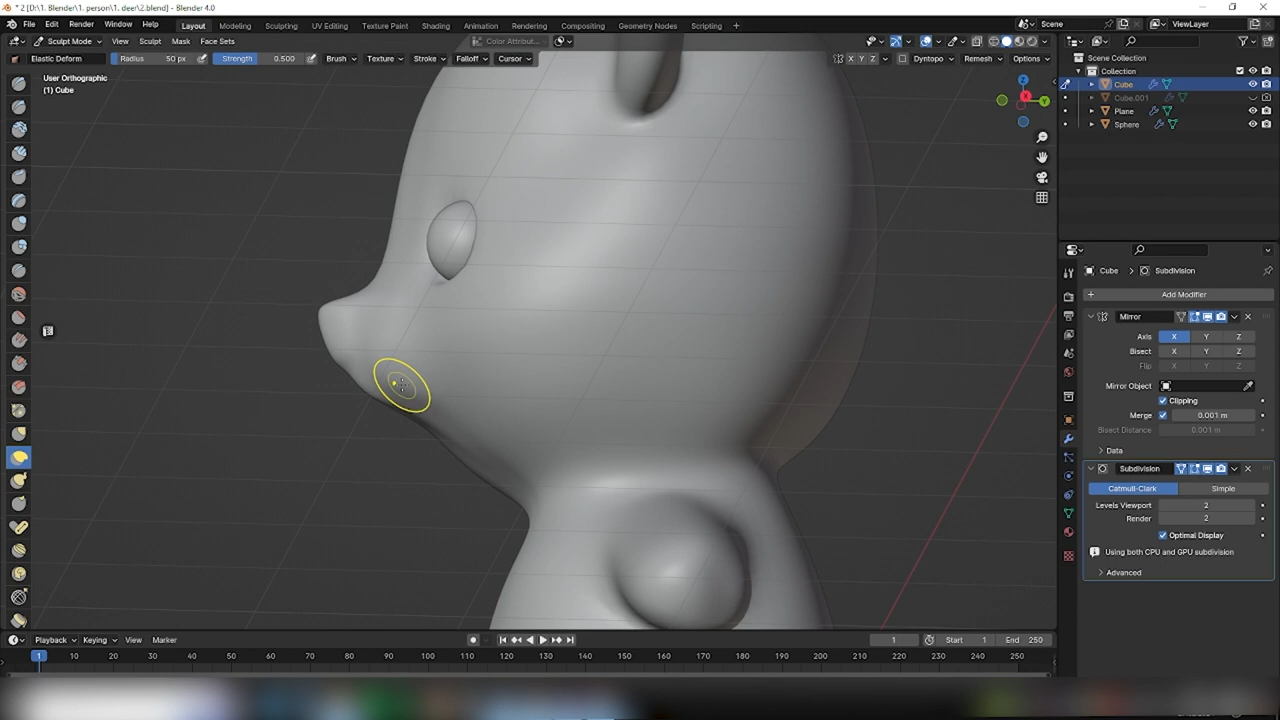 * 2 [D:\1. Blender\1. person\1. deer\2.blend] - Blender 4.0
File Edit Render Window Help Layout Modeling Sculpting UV Editing Texture Paint Shading Animation Rendering Compositing Geometry Nodes Scripting + Scene ViewLayer
Sculpt Mode View Sculpt Mask Face Sets Color Attribut...
Elastic Deform Radius 50 px Strength 0.500 Brush Texture Stroke Falloff Cursor X Y Z Dyntopo Remesh Options
User Orthographic
(1) Cube
Z
X
Y
Scene Collection
Collection
Cube
Cube.001
Plane
Sphere
Cube > Subdivision
+ Add Modifier
Mirror
Axis X Y Z
Bisect X Y Z
Flip X Y Z
Mirror Object
Clipping
Merge 0.001 m
Bisect Distance 0.001 m
> Data
Subdivision
Catmull-Clark Simple
Levels Viewport 2
Render 2
Optimal Display
Using both CPU and GPU subdivision
> Advanced
Playback Keying View Marker 1 Start 1 End 250
1 10 20 30 40 50 60 70 80 90 100 110 120 130 140 150 160 170 180 190 200 210 220 230 240 250